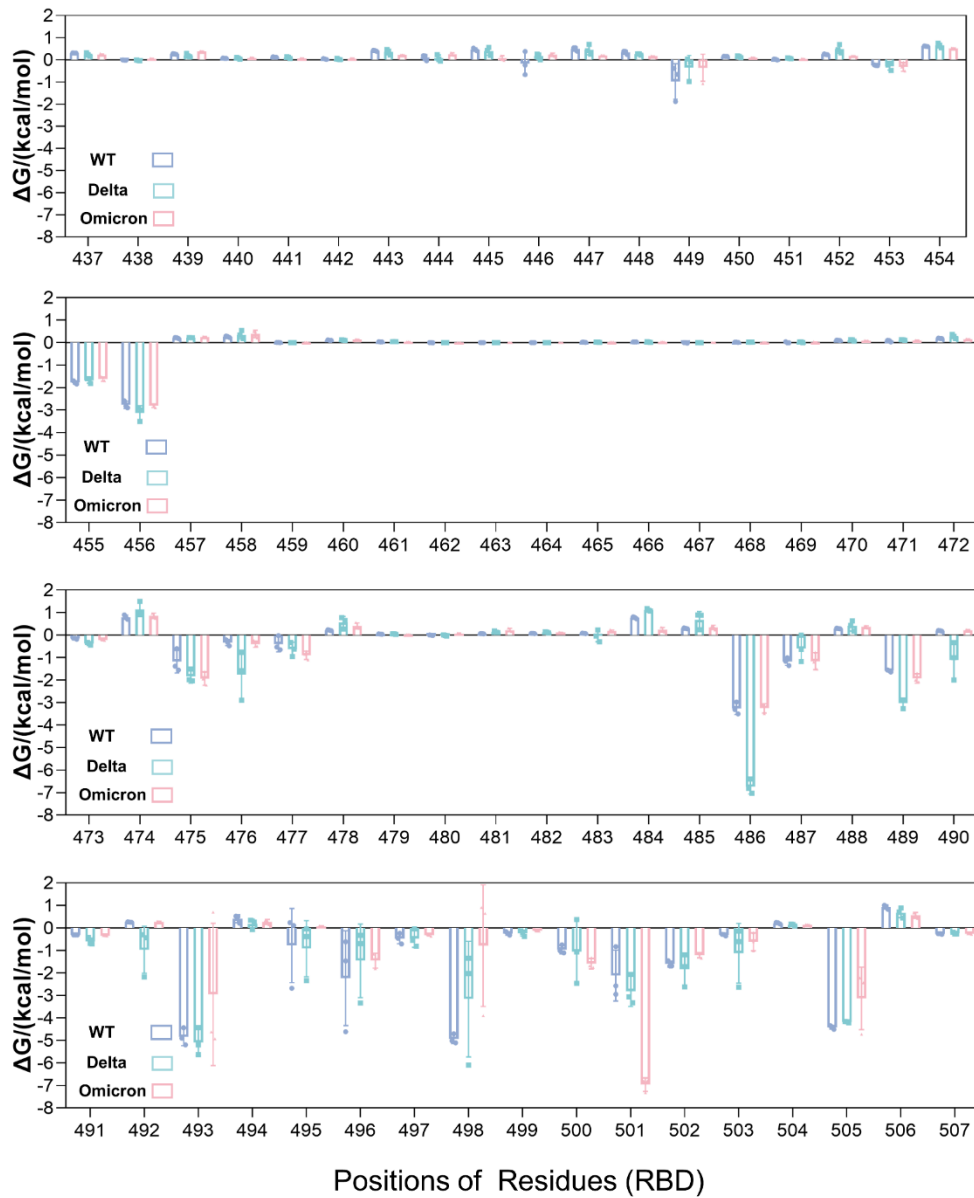 2
1
0
-1
-2
-3
-4
-5
-6
-7
-8
ΔG/(kcal/mol)
WT
Delta
Omicron
437 438 439 440 441 442 443 444 445 446 447 448 449 450 451 452 453 454
2
1
0
-1
-2
-3
-4
-5
-6
-7
-8
ΔG/(kcal/mol)
WT
Delta
Omicron
455 456 457 458 459 460 461 462 463 464 465 466 467 468 469 470 471 472
2
1
0
-1
-2
-3
-4
-5
-6
-7
-8
ΔG/(kcal/mol)
WT
Delta
Omicron
473 474 475 476 477 478 479 480 481 482 483 484 485 486 487 488 489 490
2
1
0
-1
-2
-3
-4
-5
-6
-7
-8
ΔG/(kcal/mol)
WT
Delta
Omicron
491 492 493 494 495 496 497 498 499 500 501 502 503 504 505 506 507
Positions of Residues (RBD)